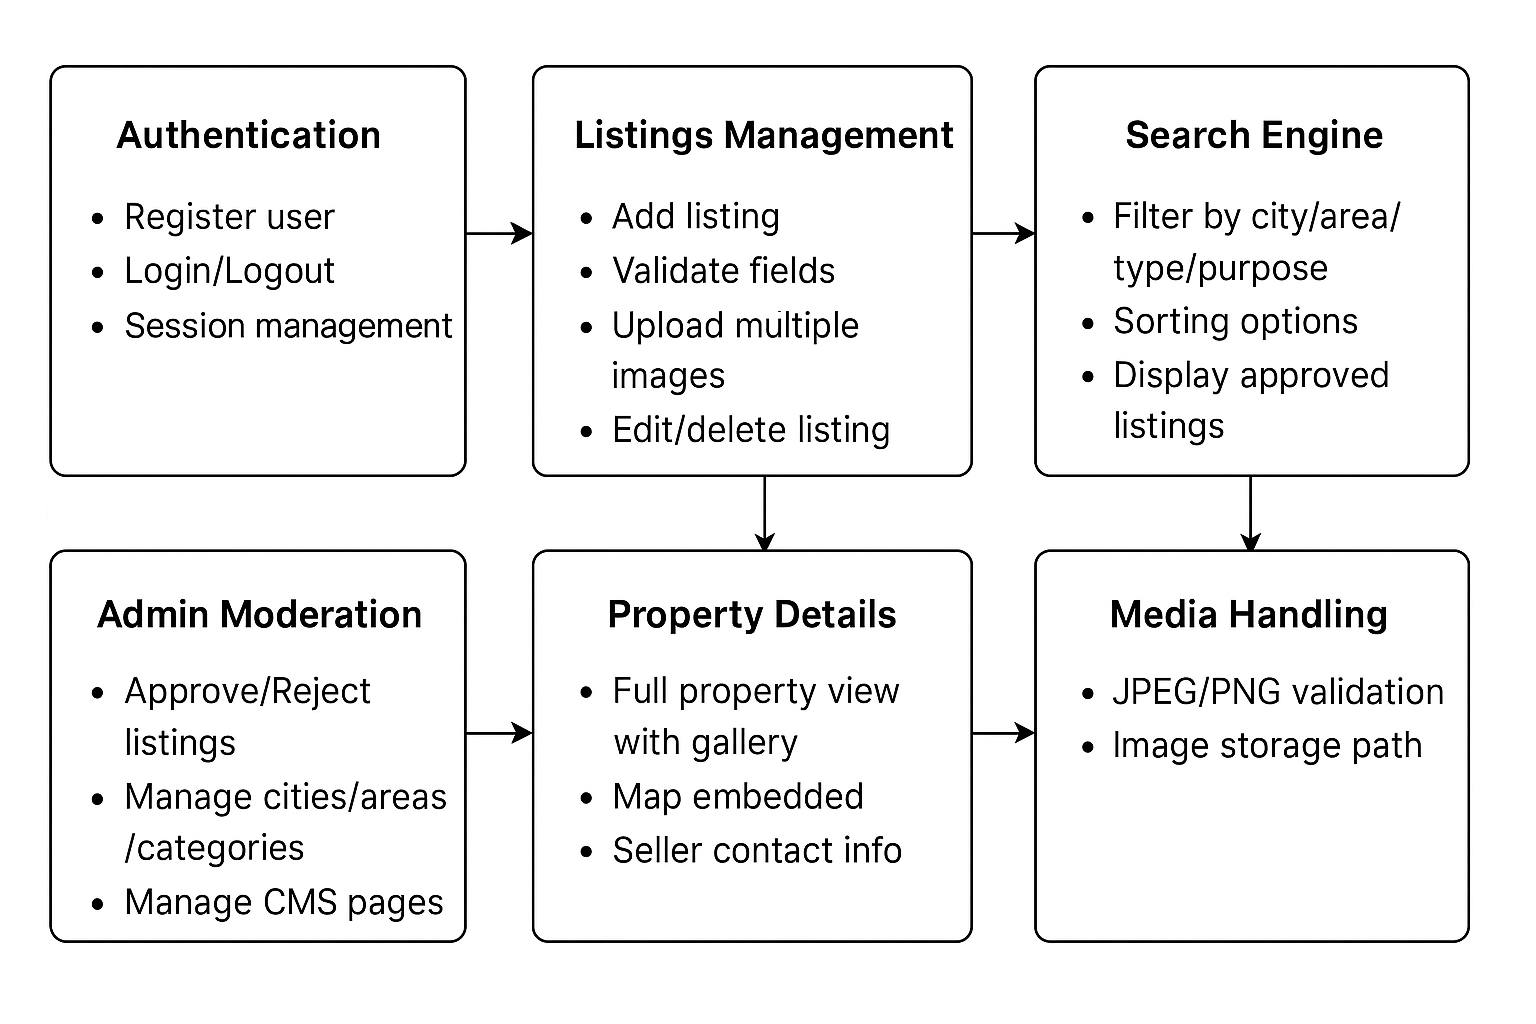 Authentication
• Register user
• Login/Logout
• Session management
Listings Management
• Add listing
• Validate fields
• Upload multiple
images
• Edit/delete listing
Search Engine
• Filter by city/area/
type/purpose
• Sorting options
• Display approved
listings
Admin Moderation
• Approve/Reject
listings
• Manage cities/areas
/categories
• Manage CMS pages
Property Details
• Full property view
with gallery
• Map embedded
• Seller contact info
Media Handling
• JPEG/PNG validation
• Image storage path